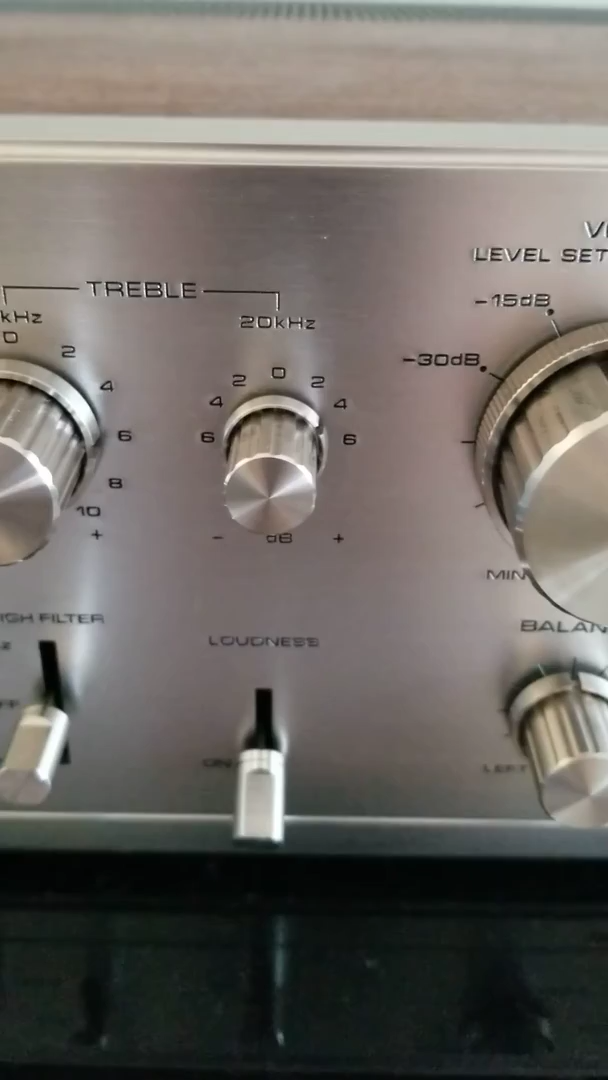 TREBLE
kHz
20kHz
0
2
4
6
8
10
+
6
4
2
0
2
4
6
-
dB
+
LEVEL SET
-15dB
-30dB
MIN
HIGH FILTER
LOUDNESS
ON
BALAN
LEFT